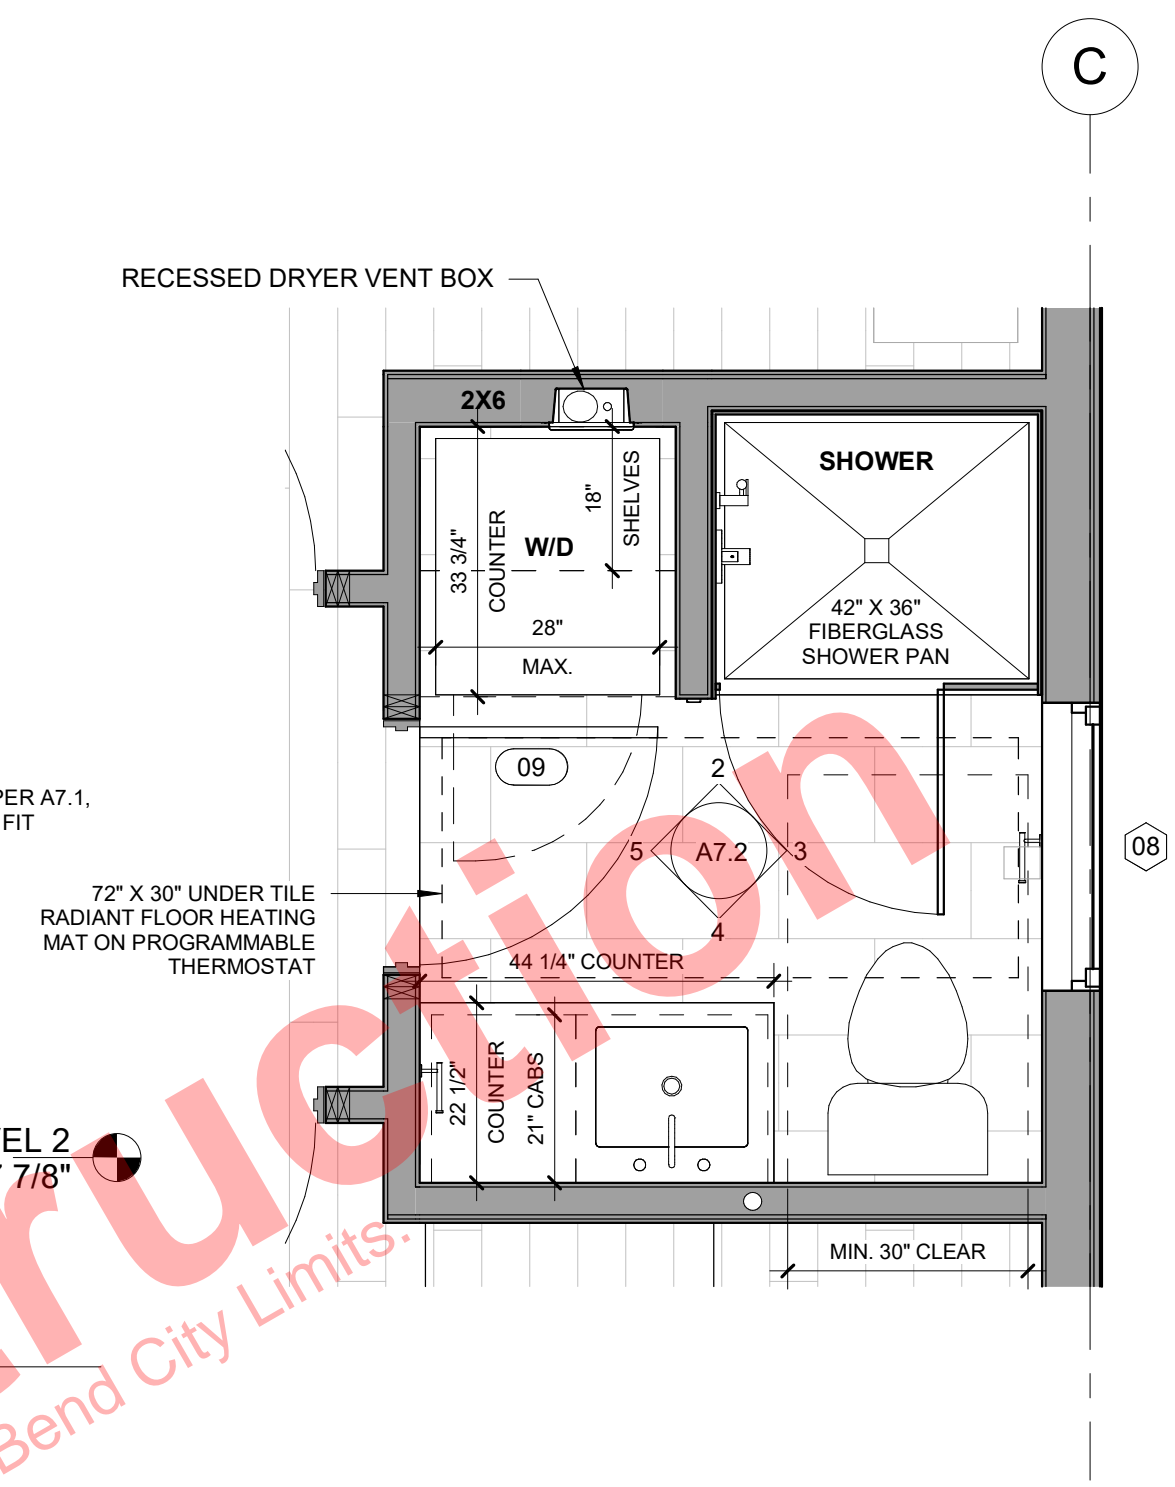 C
RECESSED DRYER VENT BOX
2X6
SHOWER
18"
SHELVES
33 3/4"
COUNTER
W/D
42" X 36"
FIBERGLASS
SHOWER PAN
28"
MAX.
09
2
PER A7.1,
FIT
5
A7.2
3
08
4
72" X 30" UNDER TILE
RADIANT FLOOR HEATING
MAT ON PROGRAMMABLE
THERMOSTAT
44 1/4" COUNTER
22 1/2"
COUNTER
21" CABS
VEL 2
7/8"
MIN. 30" CLEAR
ruction
Bend City Limits.